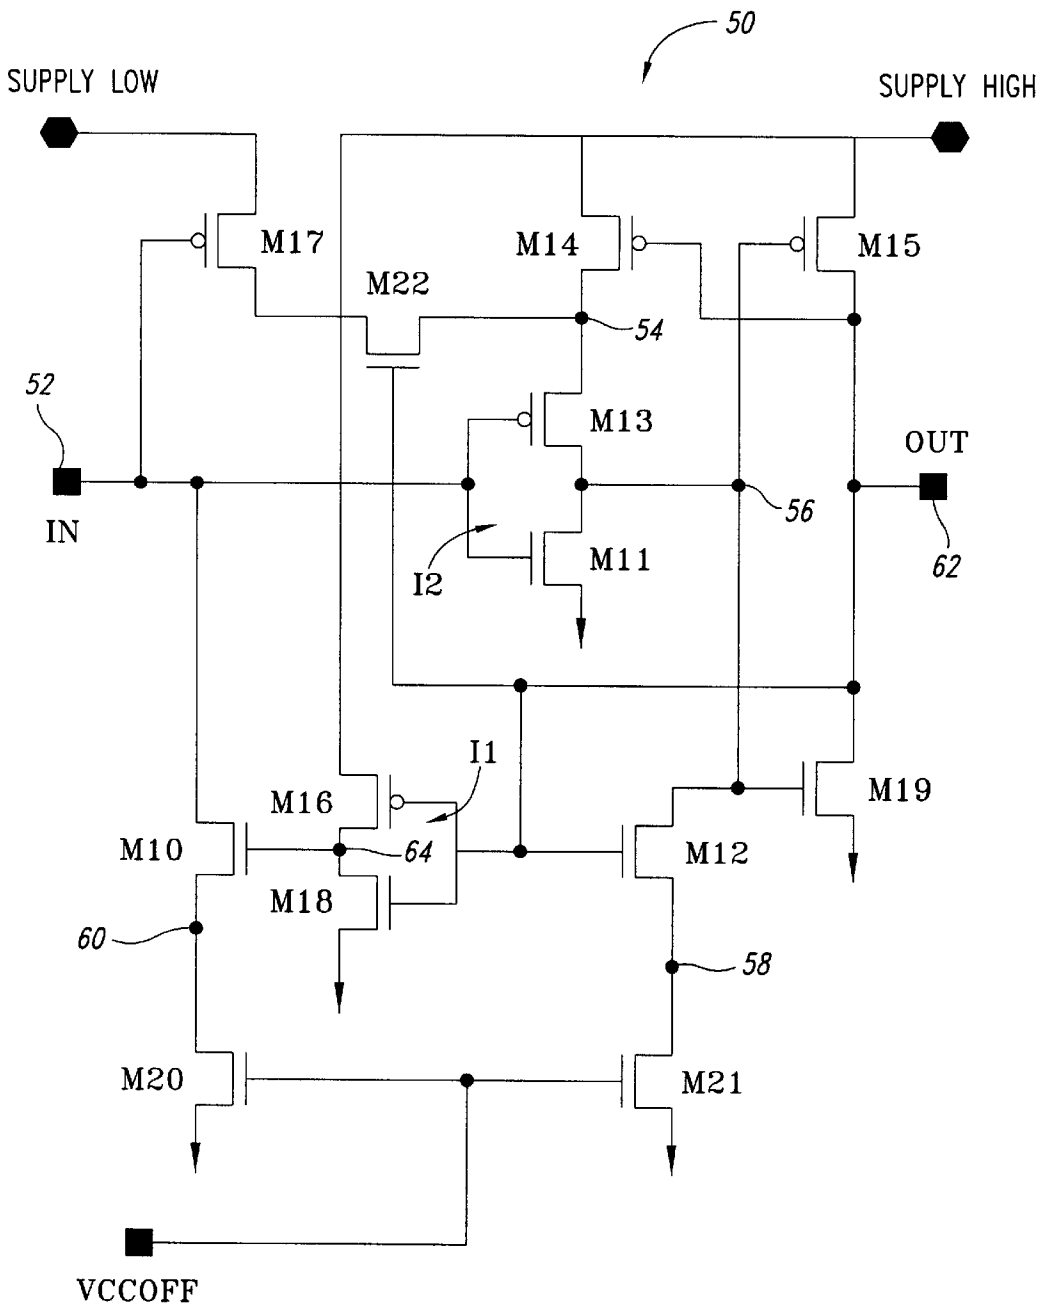 50
SUPPLY LOW
SUPPLY HIGH
M17
M14
M15
M22
54
52
M13
OUT
IN
56
I2
M11
62
I1
M16
M19
M10
64
M12
M18
60
58
M20
M21
VCCOFF